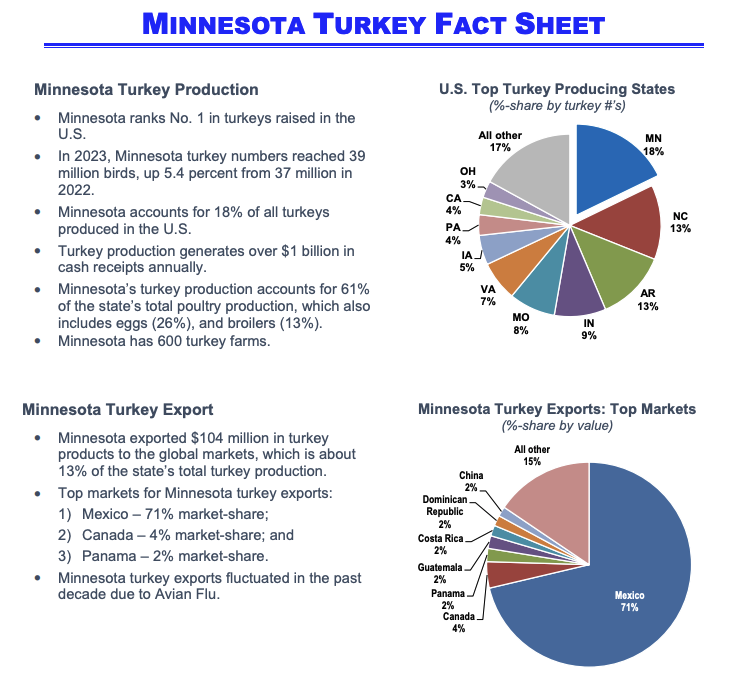 MINNESOTA TURKEY FACT SHEET
Minnesota Turkey Production
• Minnesota ranks No. 1 in turkeys raised in the
U.S.
• In 2023, Minnesota turkey numbers reached 39
million birds, up 5.4 percent from 37 million in
2022.
• Minnesota accounts for 18% of all turkeys
produced in the U.S.
• Turkey production generates over $1 billion in
cash receipts annually.
• Minnesota's turkey production accounts for 61%
of the state's total poultry production, which also
includes eggs (26%), and broilers (13%).
• Minnesota has 600 turkey farms.
U.S. Top Turkey Producing States
(%-share by turkey #'s)
MN
18%
NC
13%
AR
13%
IN
9%
MO
8%
VA
7%
IA
5%
PA
4%
CA
4%
OH
3%
All other
17%
Minnesota Turkey Export
• Minnesota exported $104 million in turkey
products to the global markets, which is about
13% of the state's total turkey production.
• Top markets for Minnesota turkey exports:
1) Mexico – 71% market-share;
2) Canada – 4% market-share; and
3) Panama – 2% market-share.
• Minnesota turkey exports fluctuated in the past
decade due to Avian Flu.
Minnesota Turkey Exports: Top Markets
(%-share by value)
All other
15%
China
2%
Dominican
Republic
2%
Costa Rica
2%
Guatemala
2%
Panama
2%
Canada
4%
Mexico
71%